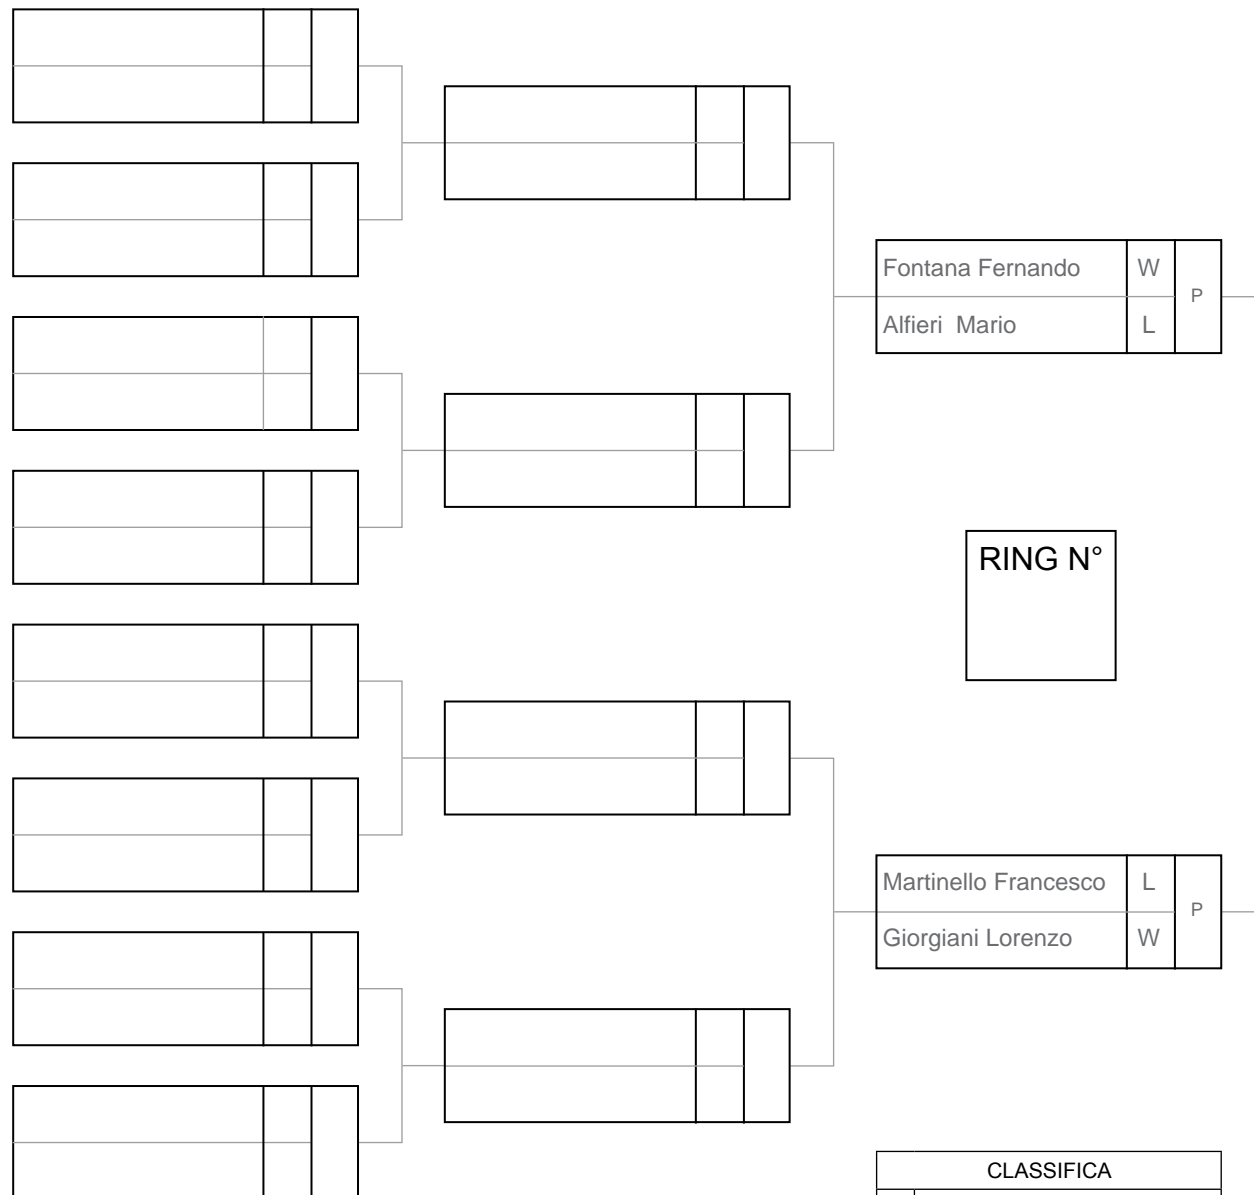 Fontana Fernando W
P
Alfieri  Mario L
RING N°
Martinello Francesco L
P
Giorgiani Lorenzo W
CLASSIFICA